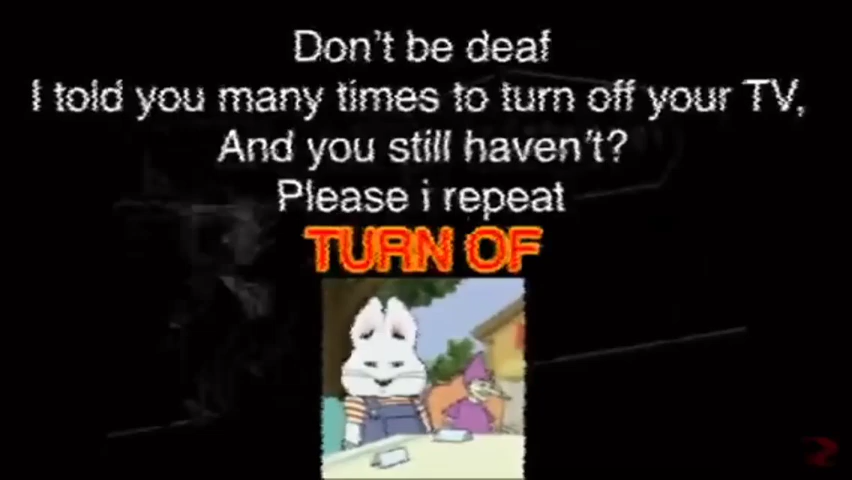 Don't be deaf
I told you many times to turn off your TV,
And you still haven't?
Please i repeat
TURN OF